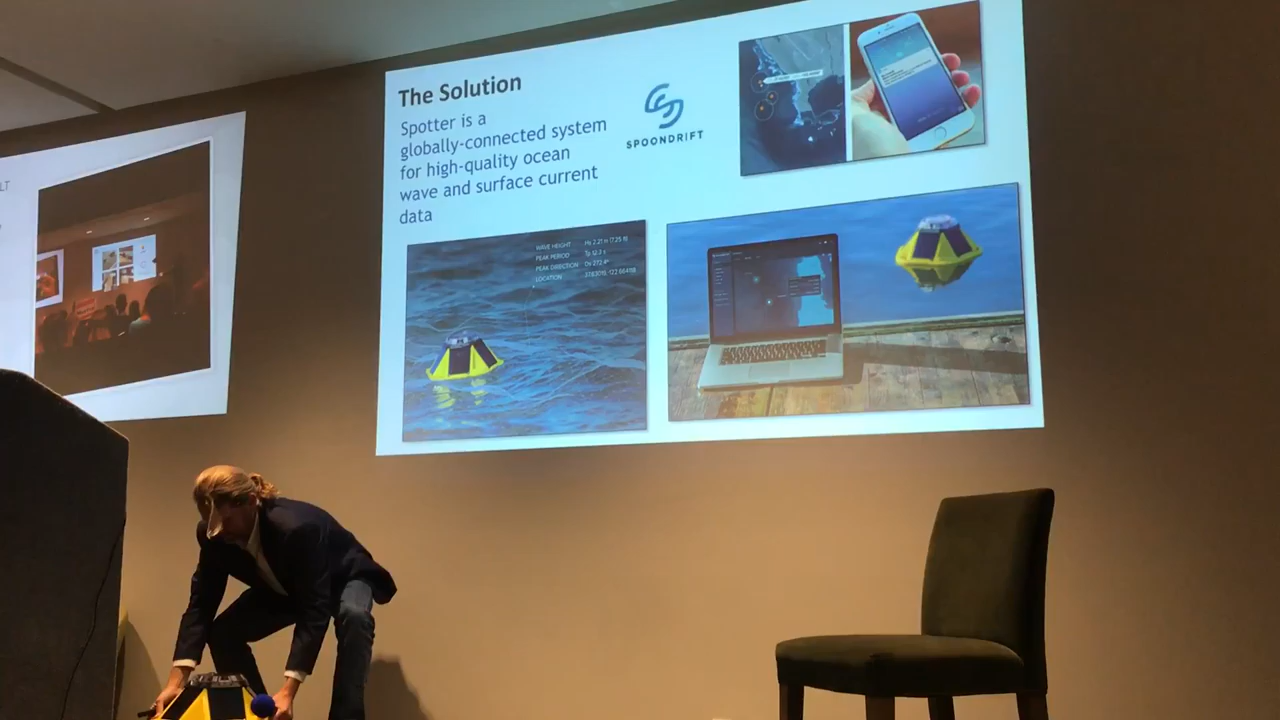 The Solution
Spotter is a
globally-connected system
for high-quality ocean
wave and surface current
data
SPOONDRIFT
WAVE HEIGHT
PEAK PERIOD
PEAK DIRECTION
LOCATION
LT